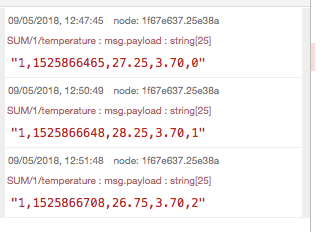 09/05/2018, 12:47:45 node: 1f67e637.25e38a
SUM/1/temperature : msg.payload : string[25]
"1,1525866465,27.25,3.70,0"
09/05/2018, 12:50:49 node: 1f67e637.25e38a
SUM/1/temperature : msg.payload : string[25]
"1,1525866648,28.25,3.70,1"
09/05/2018, 12:51:48 node: 1f67e637.25e38a
SUM/1/temperature : msg.payload : string[25]
"1,1525866708,26.75,3.70,2"